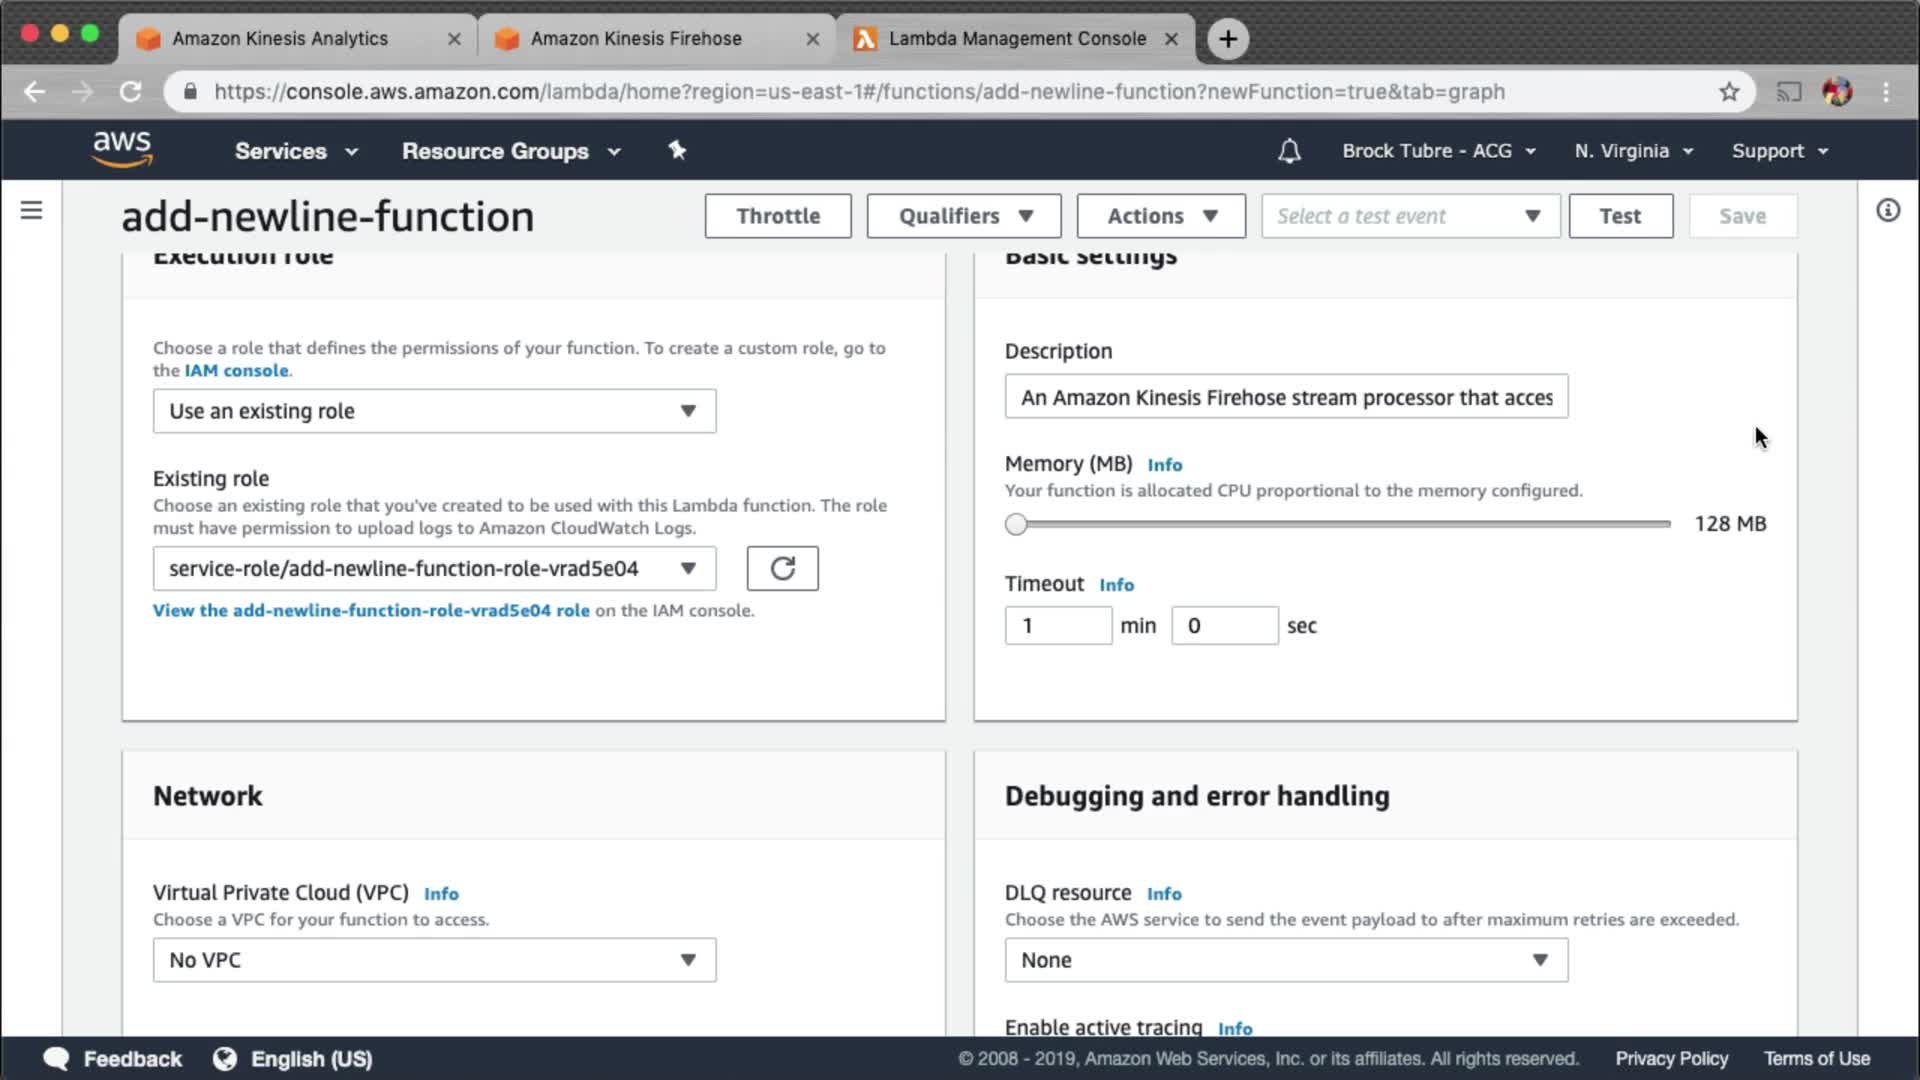 Amazon Kinesis Analytics
Amazon Kinesis Firehose
Lambda Management Console
https://console.aws.amazon.com/lambda/home?region=us-east-1#/functions/add-newline-function?newFunction=true&tab=graph
aws
Services
Resource Groups
Brock Tubre - ACG
N. Virginia
Support
add-newline-function
Throttle
Qualifiers
Actions
Select a test event
Test
Save
Execution role
Choose a role that defines the permissions of your function. To create a custom role, go to
the IAM console.
Use an existing role
Existing role
Choose an existing role that you've created to be used with this Lambda function. The role
must have permission to upload logs to Amazon CloudWatch Logs.
service-role/add-newline-function-role-vrad5e04
View the add-newline-function-role-vrad5e04 role on the IAM console.
Basic settings
Description
An Amazon Kinesis Firehose stream processor that acces
Memory (MB) Info
Your function is allocated CPU proportional to the memory configured.
128 MB
Timeout Info
1 min 0 sec
Network
Virtual Private Cloud (VPC) Info
Choose a VPC for your function to access.
No VPC
Debugging and error handling
DLQ resource Info
Choose the AWS service to send the event payload to after maximum retries are exceeded.
None
Enable active tracing Info
Feedback
English (US)
© 2008 - 2019, Amazon Web Services, Inc. or its affiliates. All rights reserved.
Privacy Policy
Terms of Use